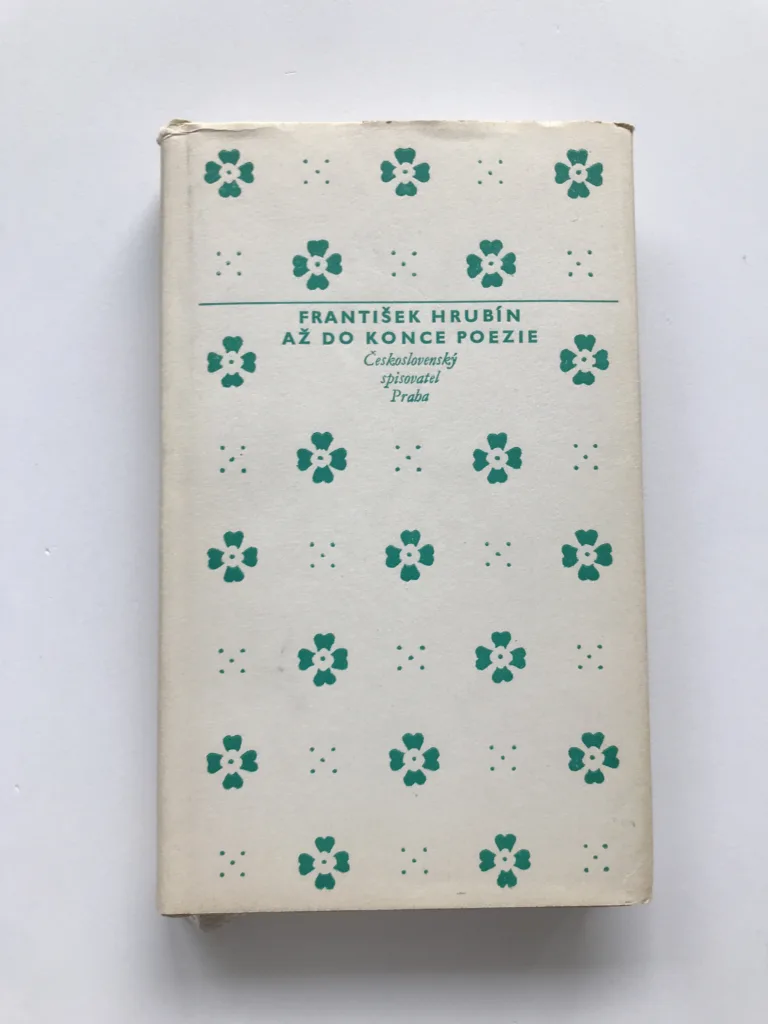 FRANTIŠEK HRUBÍN
AŽ DO KONCE POEZIE
Československý
spisovatel
Praha